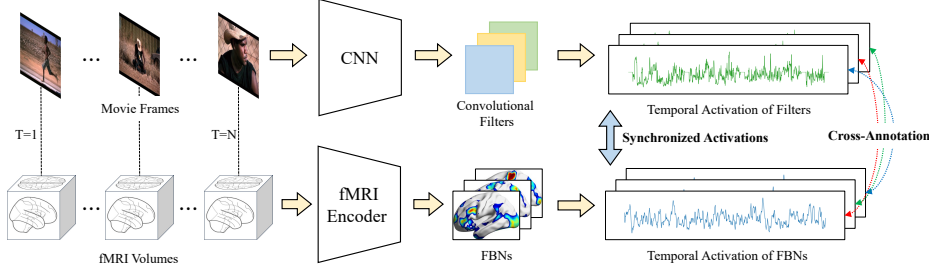 ...
...
CNN
Movie Frames
Convolutional
Filters
Temporal Activation of Filters
T=1
T=N
Synchronized Activations
Cross-Annotation
...
...
fMRI
Encoder
fMRI Volumes
FBNs
Temporal Activation of FBNs